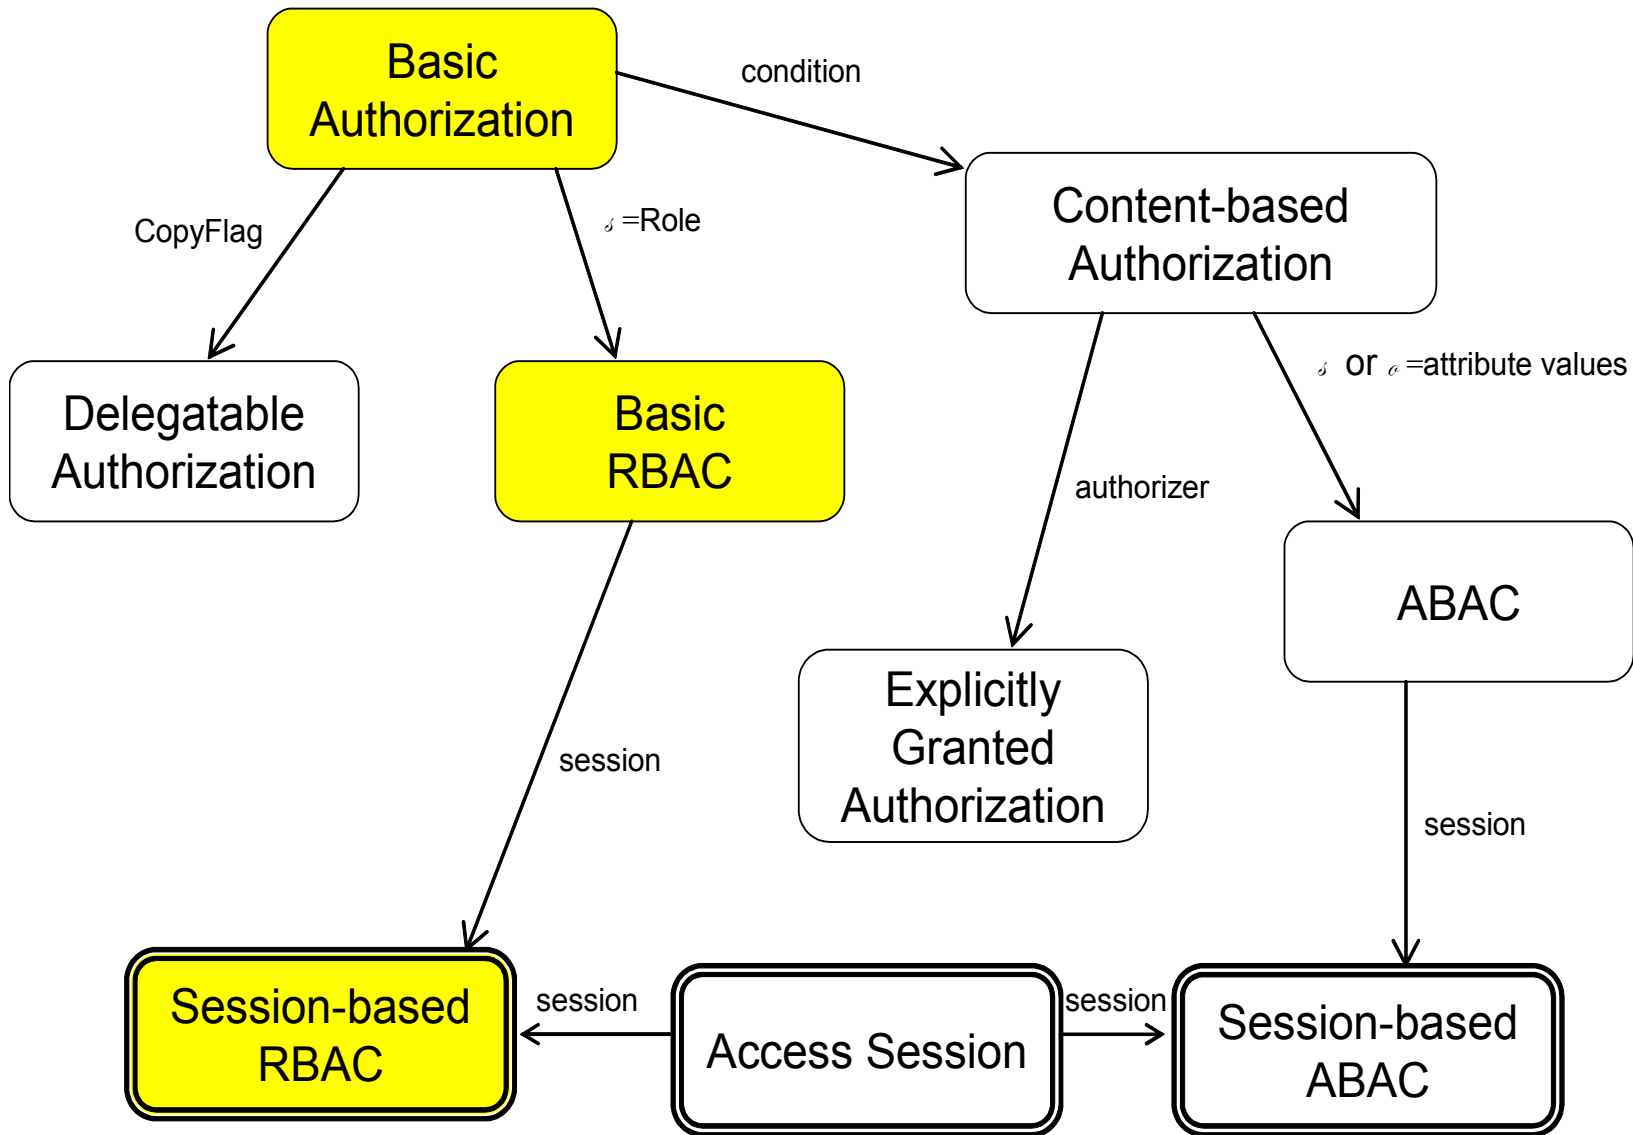 Basic
Authorization
condition
Content-based
Authorization
CopyFlag
𝓈 =Role
𝓈 or ℴ =attribute values
Delegatable
Authorization
Basic
RBAC
authorizer
ABAC
Explicitly
Granted
Authorization
session
session
Session-based
RBAC
session
Access Session
session
Session-based
ABAC